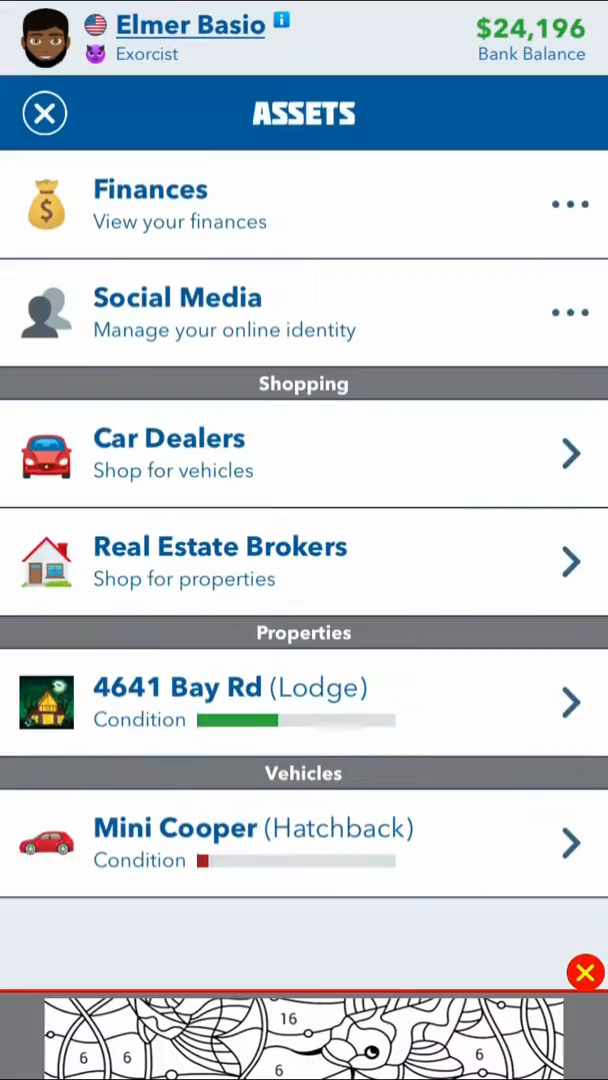 Elmer Basio i
$24,196
Exorcist
Bank Balance
ASSETS
Finances
View your finances
Social Media
Manage your online identity
Shopping
Car Dealers
Shop for vehicles
Real Estate Brokers
Shop for properties
Properties
4641 Bay Rd (Lodge)
Condition
Vehicles
Mini Cooper (Hatchback)
Condition
16
6 6 6 6